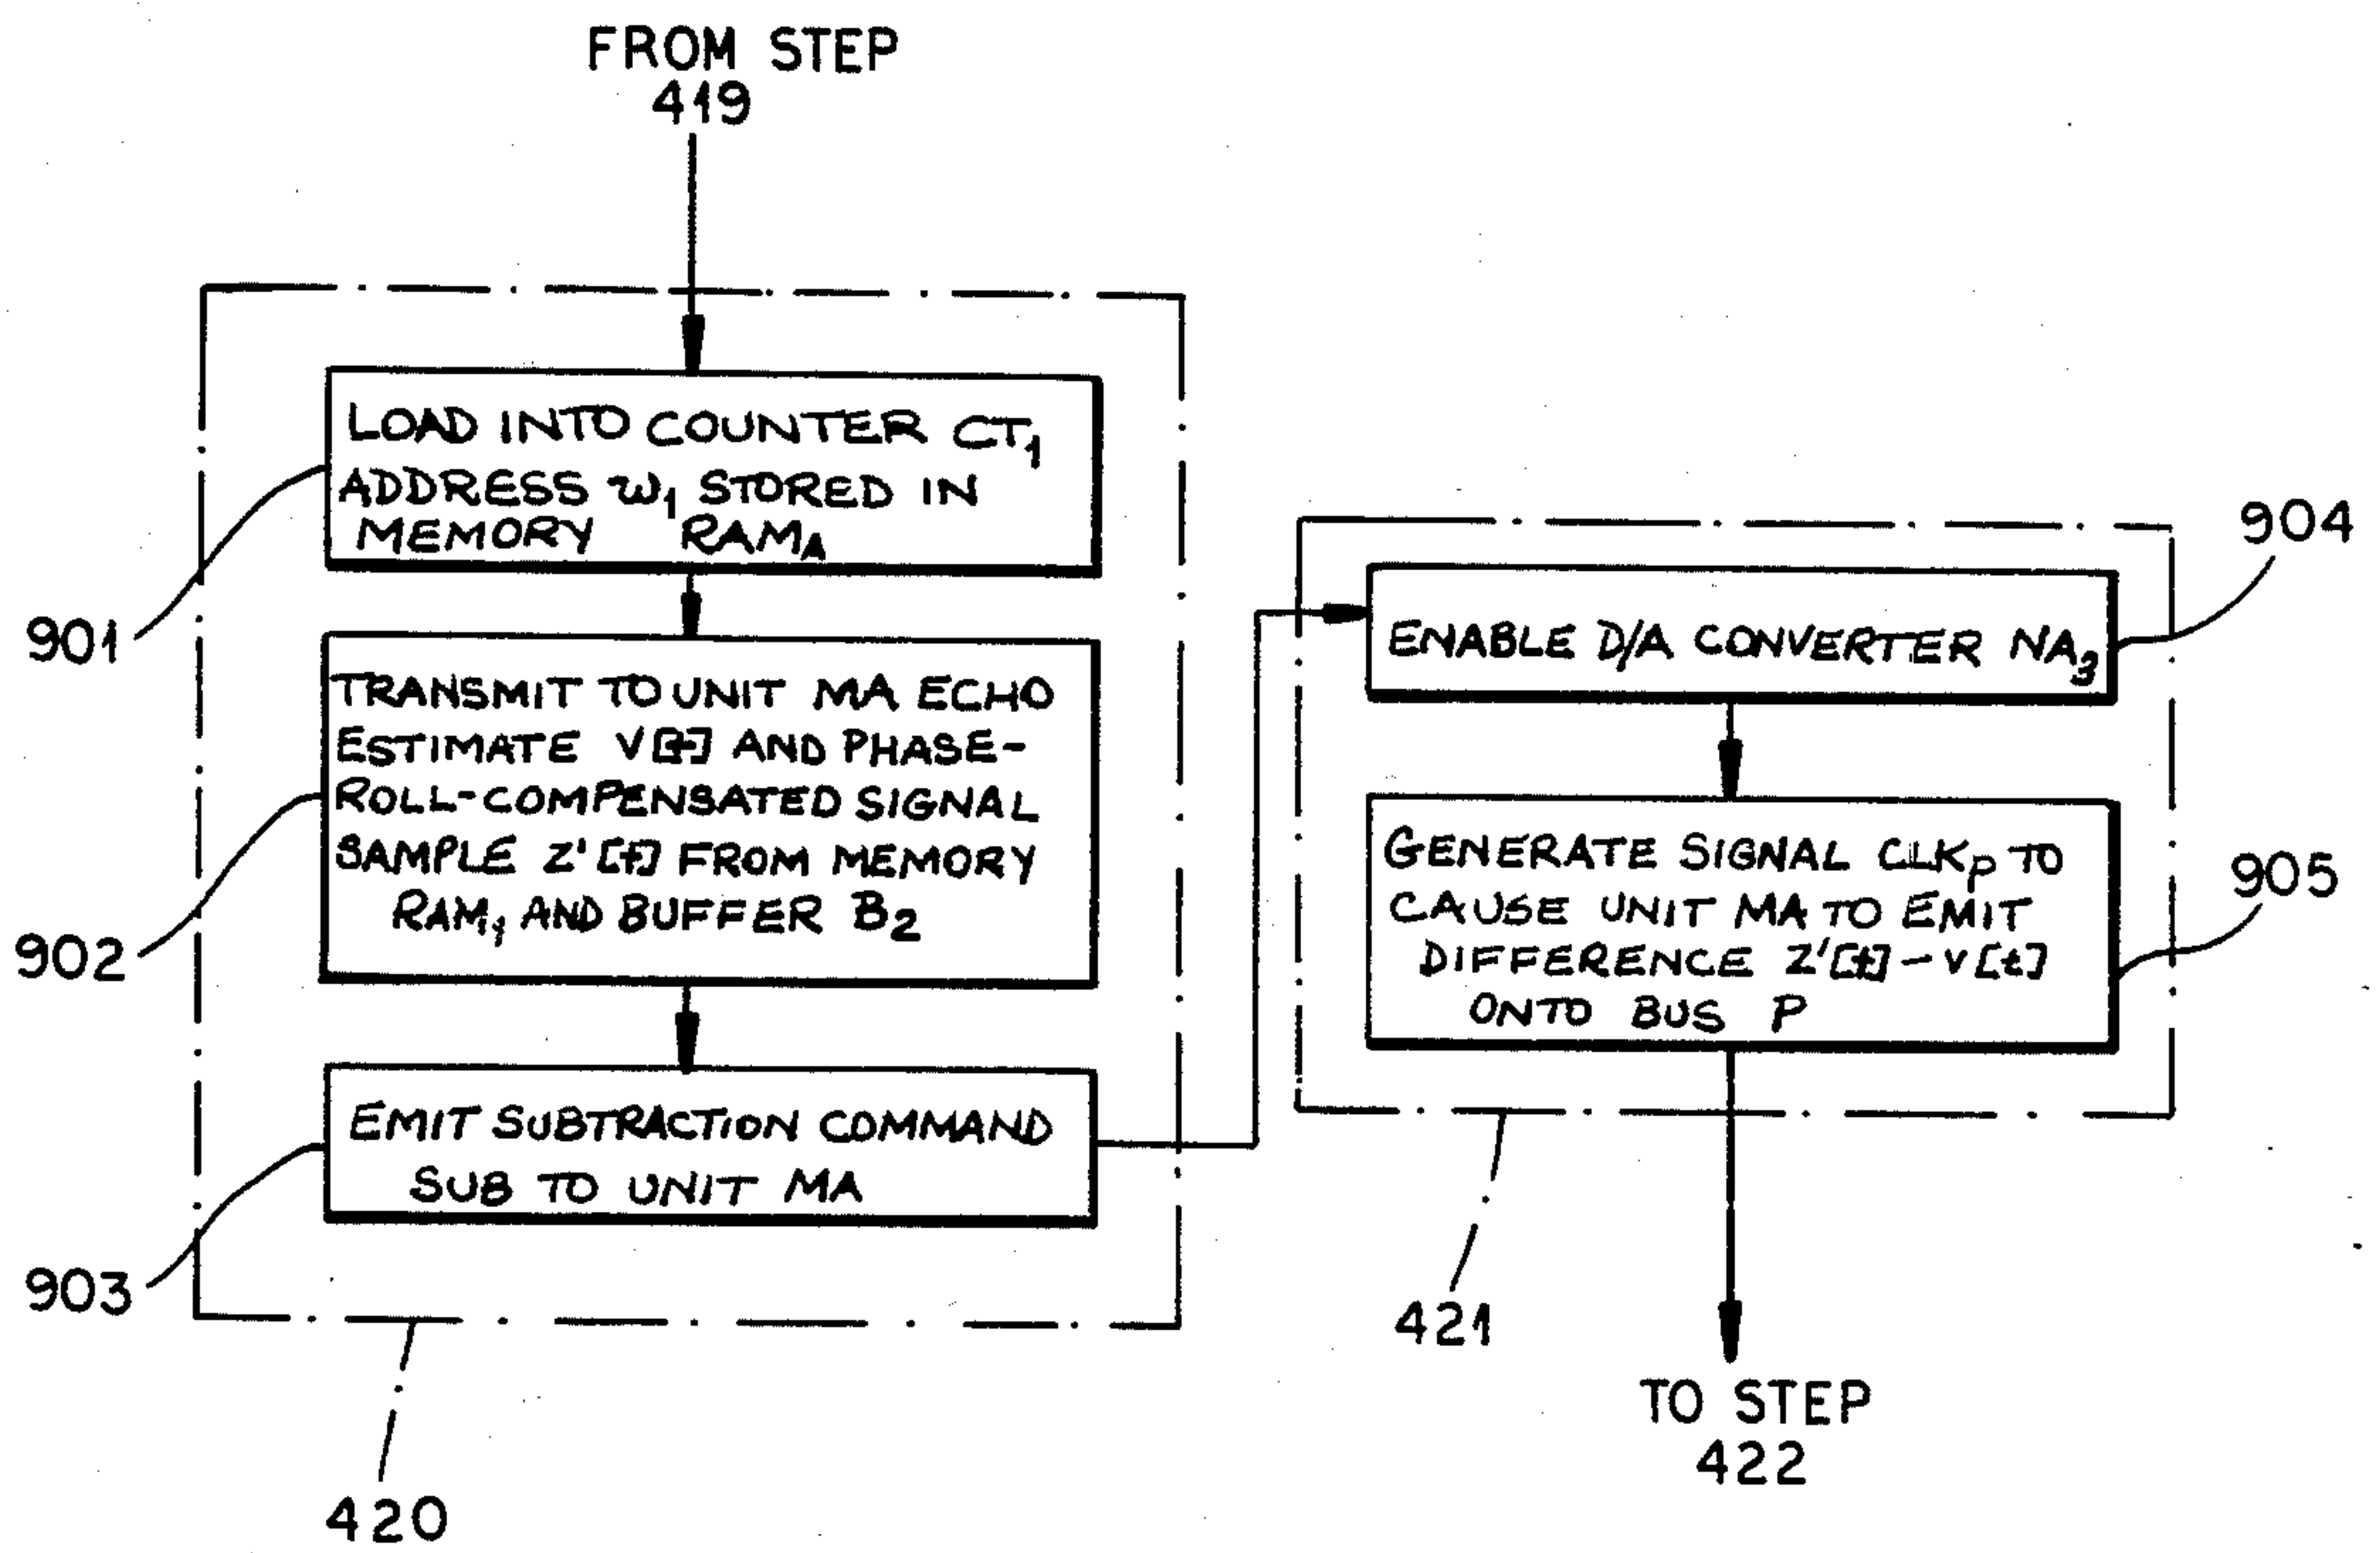 FROM STEP
419
LOAD INTO COUNTER CT₁
ADDRESS w₁ STORED IN
MEMORY RAM_A
901
TRANSMIT TO UNIT MA ECHO
ESTIMATE V[t] AND PHASE-
ROLL-COMPENSATED SIGNAL
SAMPLE Z'[t] FROM MEMORY
RAM₁ AND BUFFER B₂
902
EMIT SUBTRACTION COMMAND
SUB TO UNIT MA
903
420
904
ENABLE D/A CONVERTER NA₃
GENERATE SIGNAL CLK_P TO
CAUSE UNIT MA TO EMIT
DIFFERENCE Z'[t]-V[t]
ONTO BUS P
905
421
TO STEP
422